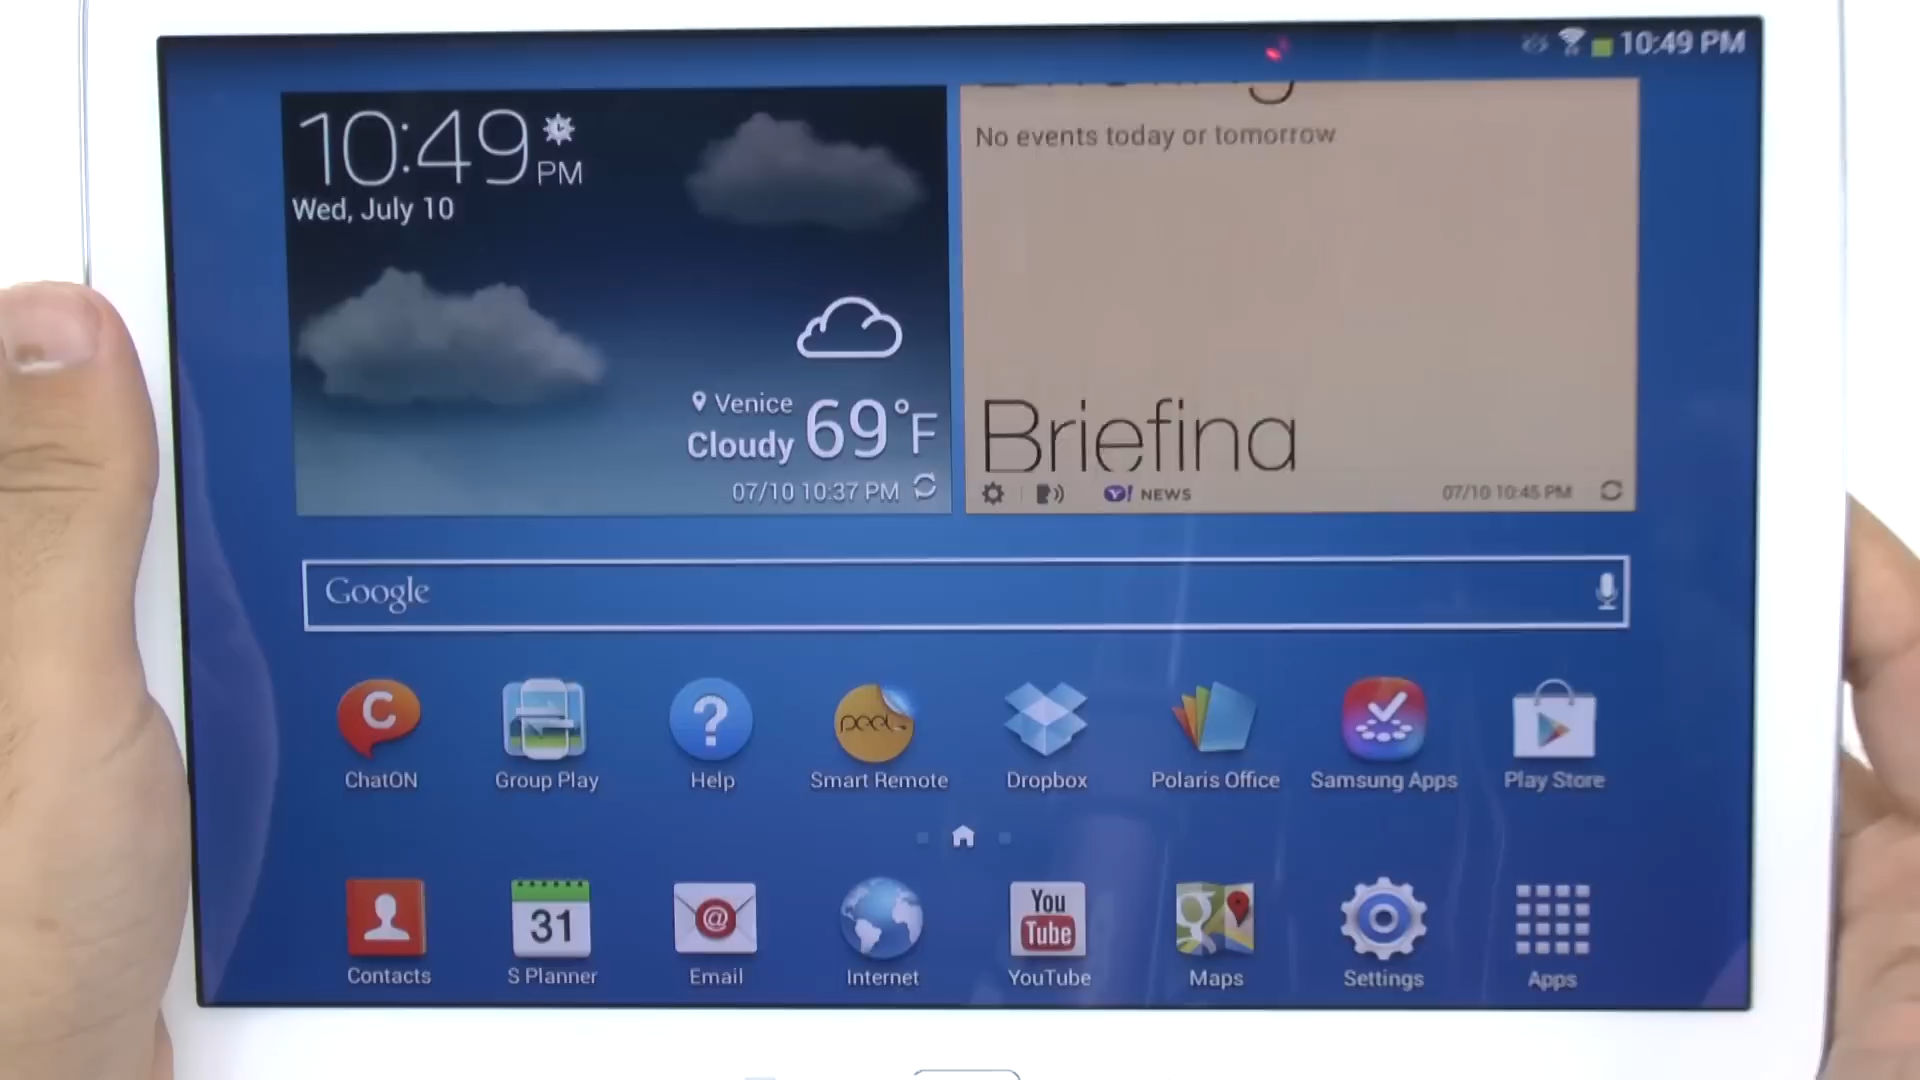 10:49 PM
10:49
PM
Wed, July 10
Venice
Cloudy 69°F
07/10 10:37 PM
No events today or tomorrow
Briefing
Y! NEWS
07/10 10:45 PM
Google
C
?
peel
ChatON
Group Play
Help
Smart Remote
Dropbox
Polaris Office
Samsung Apps
Play Store
31
@
You
Tube
g
Contacts
S Planner
Email
Internet
YouTube
Maps
Settings
Apps